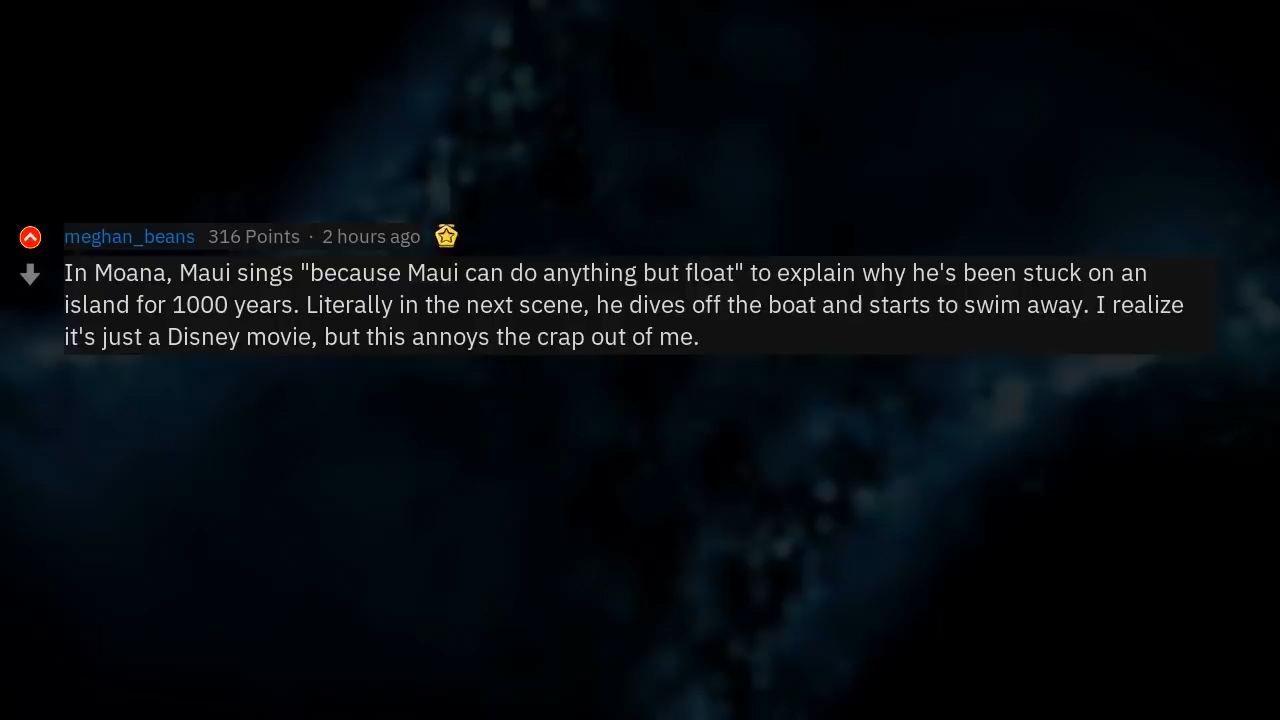 meghan_beans 316 Points · 2 hours ago
In Moana, Maui sings "because Maui can do anything but float" to explain why he's been stuck on an
island for 1000 years. Literally in the next scene, he dives off the boat and starts to swim away. I realize
it's just a Disney movie, but this annoys the crap out of me.